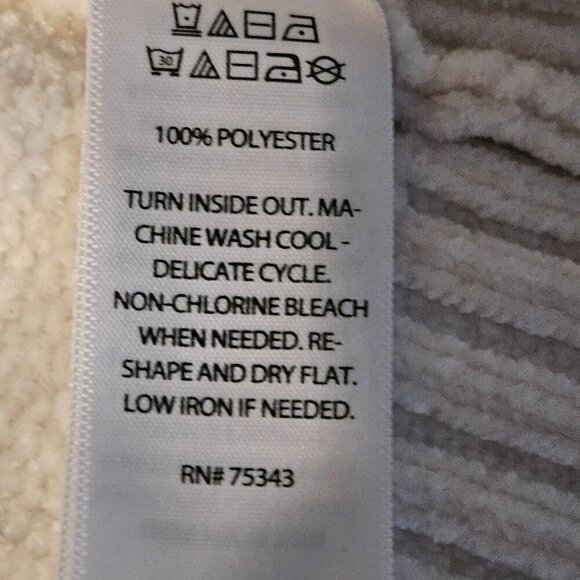 30
100% POLYESTER
TURN INSIDE OUT. MA-
CHINE WASH COOL -
DELICATE CYCLE.
NON-CHLORINE BLEACH
WHEN NEEDED. RE-
SHAPE AND DRY FLAT.
LOW IRON IF NEEDED.
RN# 75343